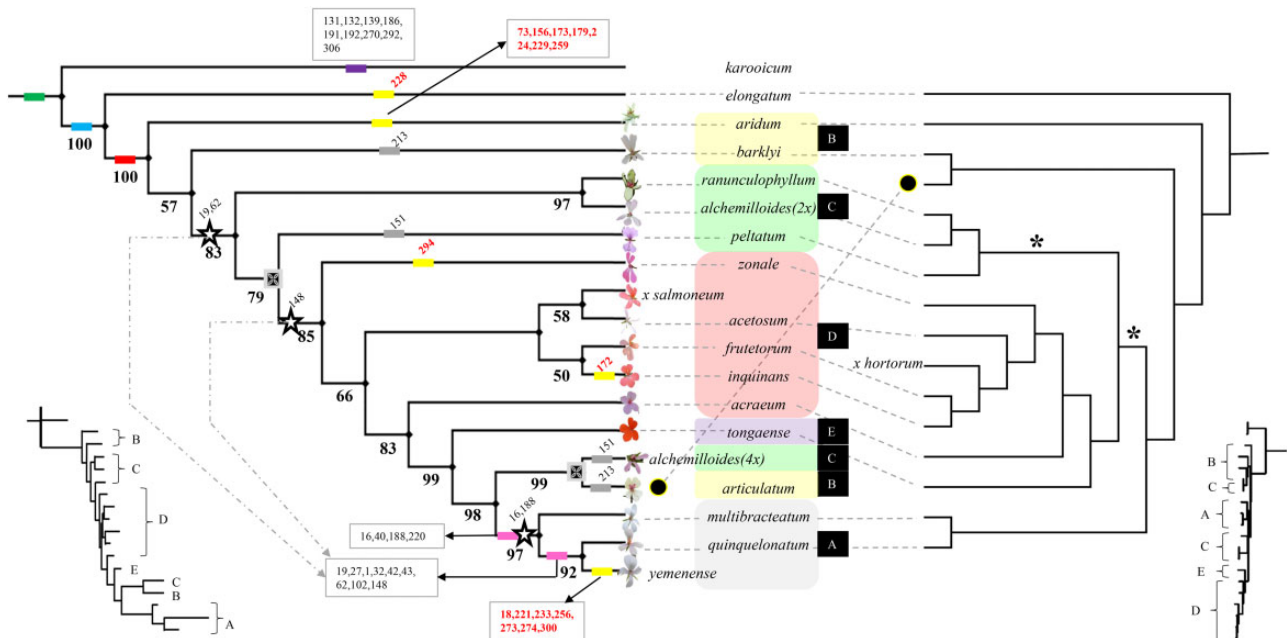 131,132,139,186,
191,192,270,292,
306
73,156,173,179,2
24,229,259
karooicum
228
elongatum
100
aridum
B
213
barklyi
100
ranunculophyllum
57
97
alchemilloides(2x)
C
19,62
151
peltatum
*
83
294
zonale
79
148
x salmoneum
*
85
58
acetosum
D
frutetorum
x hortorum
172
inquinans
50
66
acraeum
B
C
83
tongaense
E
B
151
alchemilloides(4x)
C
C
D
99
99
213
articulatum
B
A
16,188
98
multibracteatum
C
16,40,188,220
97
quinquelonatum
A
E
E
19,27,1,32,42,43,
62,102,148
92
yemenense
C
B
D
A
18,221,233,256,
273,274,300